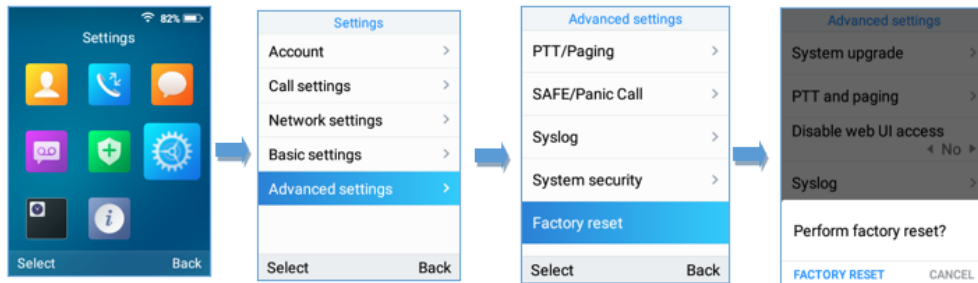 82%
Settings
i
Select Back
Settings
Account
Call settings
Network settings
Basic settings
Advanced settings
Select Back
Advanced settings
PTT/Paging
SAFE/Panic Call
Syslog
System security
Factory reset
Select Back
Advanced settings
System upgrade
PTT and paging
Disable web UI access
No
Syslog
Perform factory reset?
FACTORY RESET CANCEL